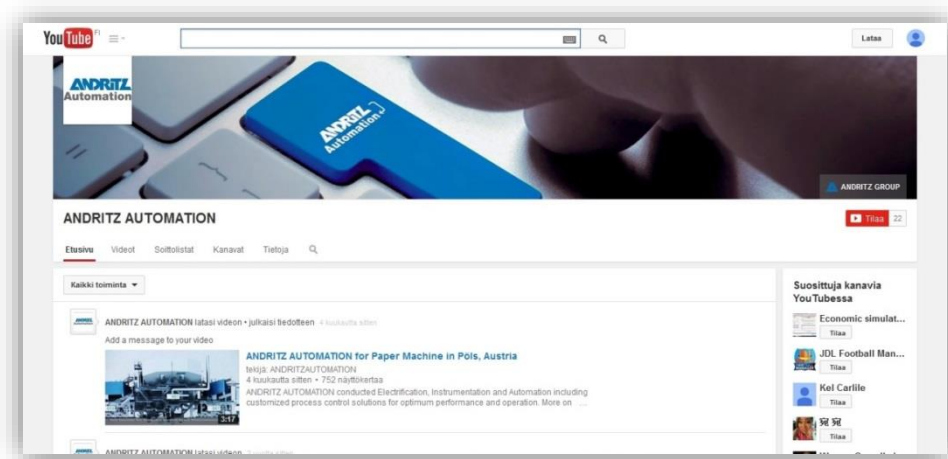 YouTube FI
Lataa
ANDRITZ
Automation
ANDRITZ
Automation
ANDRITZ GROUP
ANDRITZ AUTOMATION
Tilaa 22
Etusivu Videot Soittolistat Kanavat Tietoja
Kaikki toiminta
ANDRITZ AUTOMATION latasi videon • julkaisi tiedotteen 4 kuukautta sitten
Add a message to your video
ANDRITZ AUTOMATION for Paper Machine in Pöls, Austria
tekijä: ANDRITZAUTOMATION
4 kuukautta sitten • 752 näyttökertaa
ANDRITZ AUTOMATION conducted Electrification, Instrumentation and Automation including
customized process control solutions for optimum performance and operation. More on ...
3:17
ANDRITZ AUTOMATION latasi videon
Suosittuja kanavia
YouTubessa
Economic simulat...
Tilaa
JDL Football Man...
Tilaa
Kel Carlile
Tilaa
Tilaa